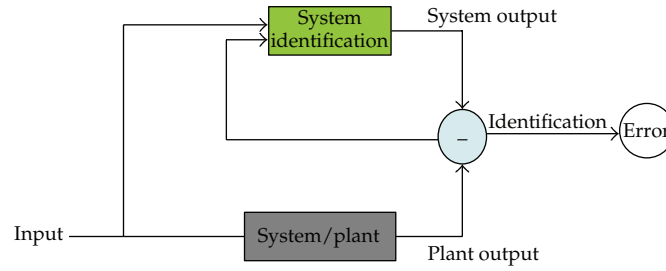 System
identification
System output
−
Identification
Error
Input
System/plant
Plant output